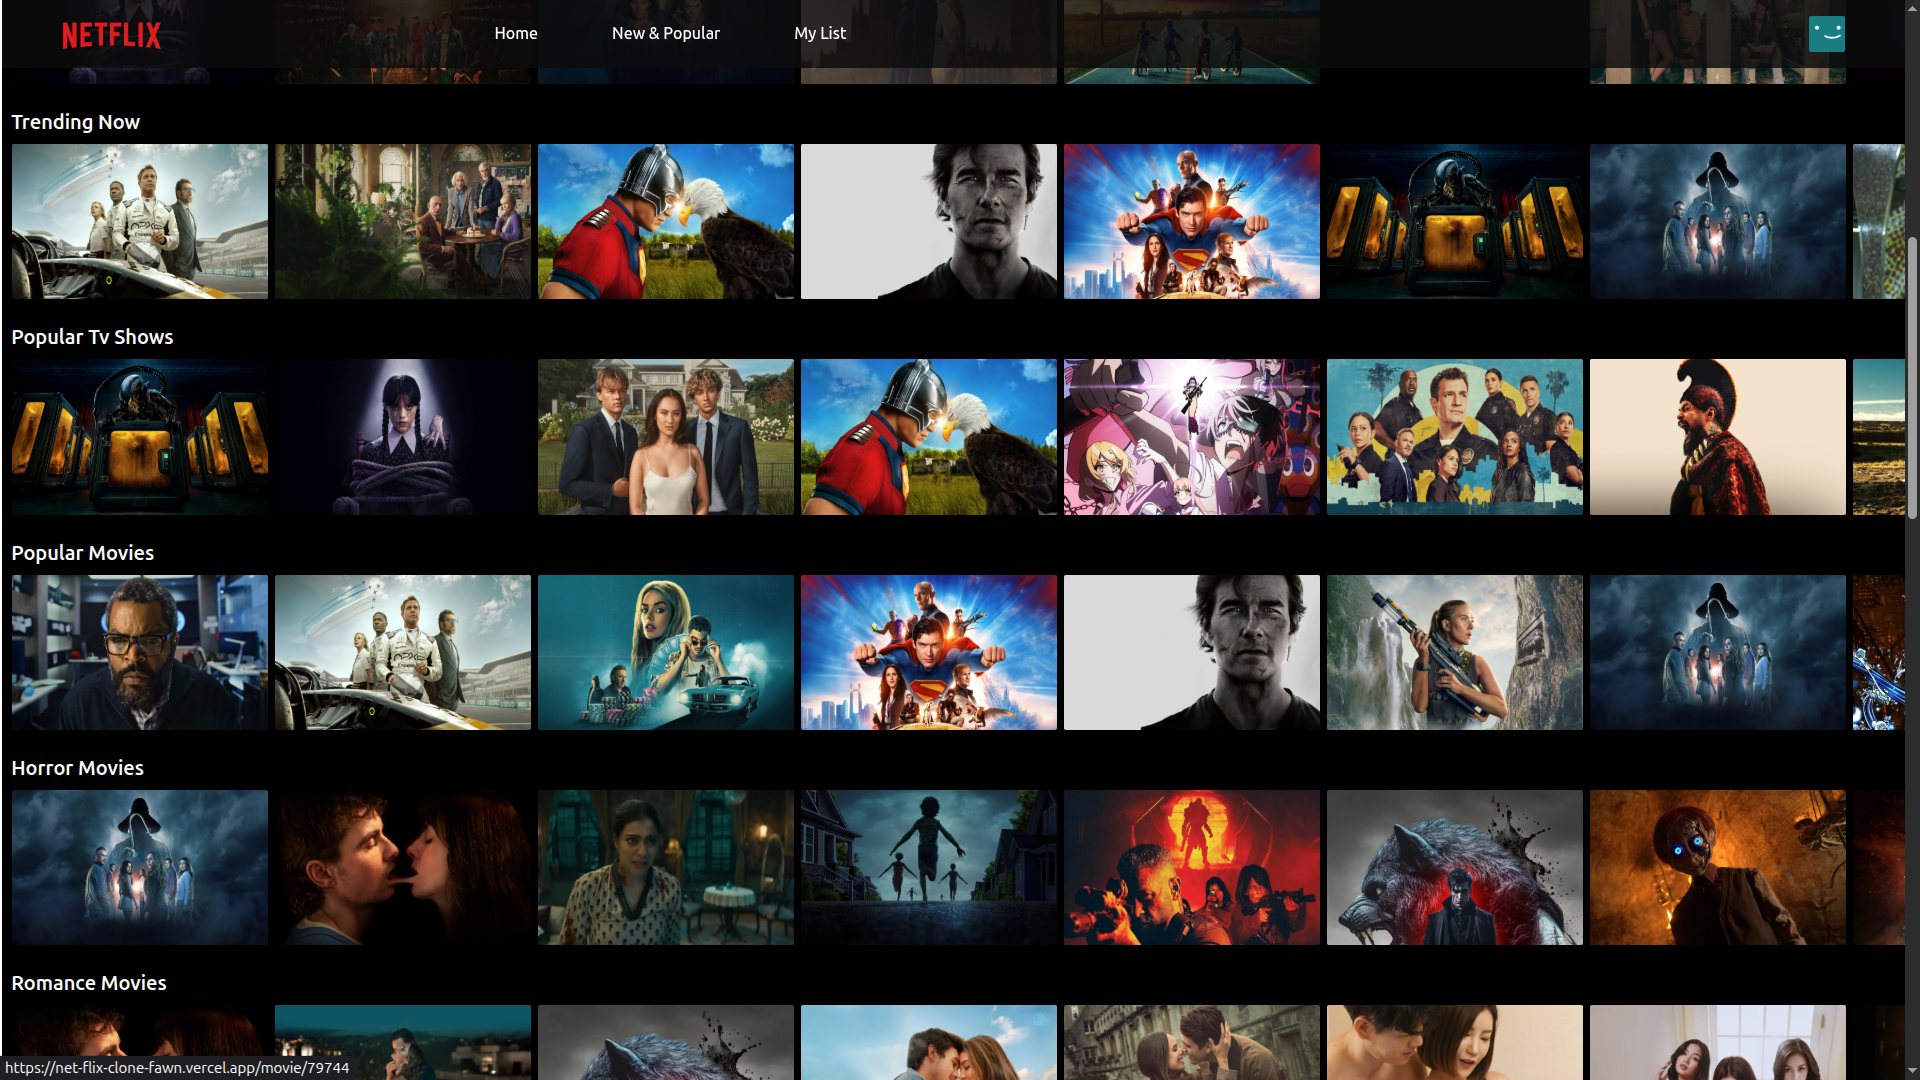 NETFLIX
Home
New & Popular
My List
Trending Now
Popular Tv Shows
Popular Movies
Horror Movies
Romance Movies
https://net-flix-clone-fawn.vercel.app/movie/79744